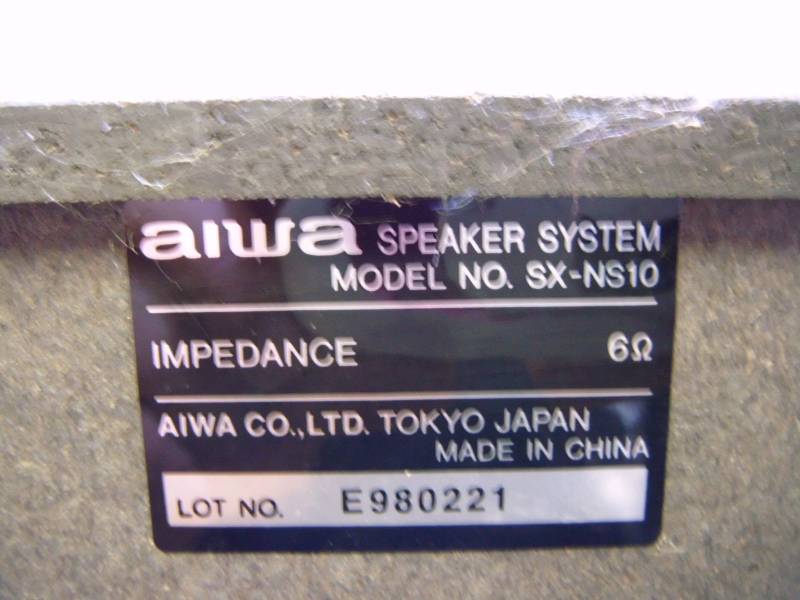 aiwa SPEAKER SYSTEM
MODEL NO. SX-NS10
IMPEDANCE 6Ω
AIWA CO.,LTD. TOKYO JAPAN
MADE IN CHINA
LOT NO. E980221